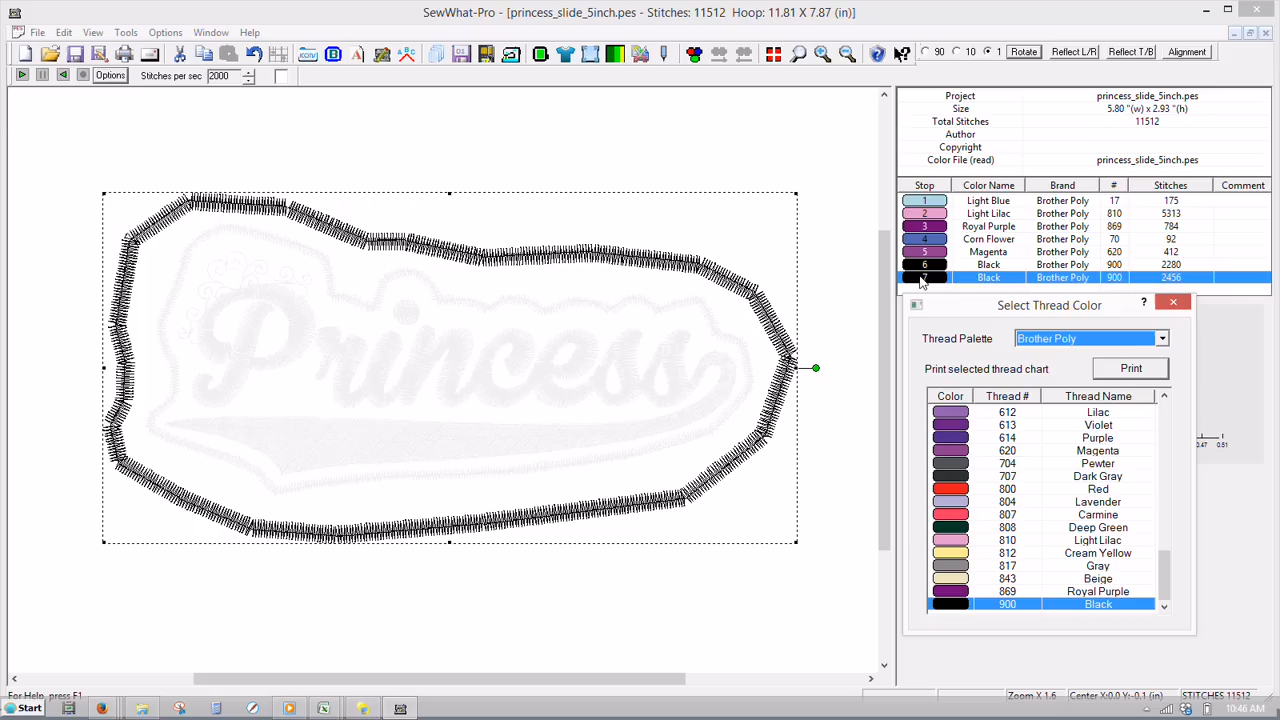 SewWhat-Pro - [princess_slide_5inch.pes - Stitches: 11512  Hoop: 11.81 X 7.87 (in)]
File Edit View Tools Options Window Help
90 10 Rotate Reflect L/R Reflect T/B Alignment
Options Stitches per sec 2000
Project princess_slide_5inch.pes
Size 5.80 "(w) x 2.93 "(h)
Total Stitches 11512
Author
Copyright
Color File (read) princess_slide_5inch.pes
Stop Color Name Brand # Stitches Comment
1 Light Blue Brother Poly 17 175
2 Light Lilac Brother Poly 810 5313
3 Royal Purple Brother Poly 869 784
4 Corn Flower Brother Poly 70 92
5 Magenta Brother Poly 620 412
6 Black Brother Poly 900 2280
7 Black Brother Poly 900 2456
Princess
Select Thread Color ?
Thread Palette Brother Poly
Print selected thread chart Print
Color Thread # Thread Name
612 Lilac
613 Violet
614 Purple
620 Magenta
704 Pewter
707 Dark Gray
800 Red
804 Lavender
807 Carmine
808 Deep Green
810 Light Lilac
812 Cream Yellow
817 Gray
843 Beige
869 Royal Purple
900 Black
0.47 0.51
For Help, press F1 Zoom X 1.6 Center X:0.0 Y:-0.1 (in) STITCHES 11512
Start 10:46 AM